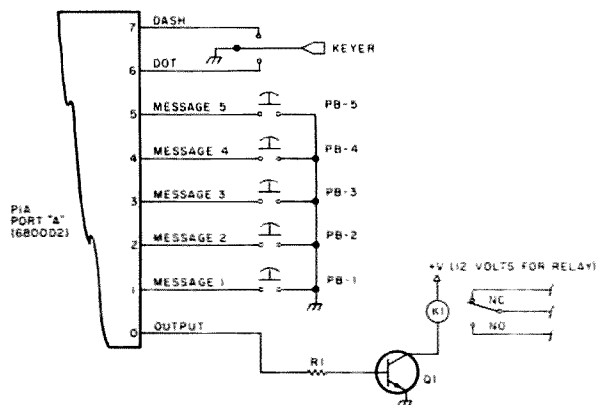 7 DASH
KEYER
6 DOT
5 MESSAGE 5 PB-5
4 MESSAGE 4 PB-4
3 MESSAGE 3 PB-3
PIA
PORT "A"
(6800D2)
2 MESSAGE 2 PB-2
1 MESSAGE 1 PB-1
+V (12 VOLTS FOR RELAY)
NC
K1
NO
0 OUTPUT
R1
Q1